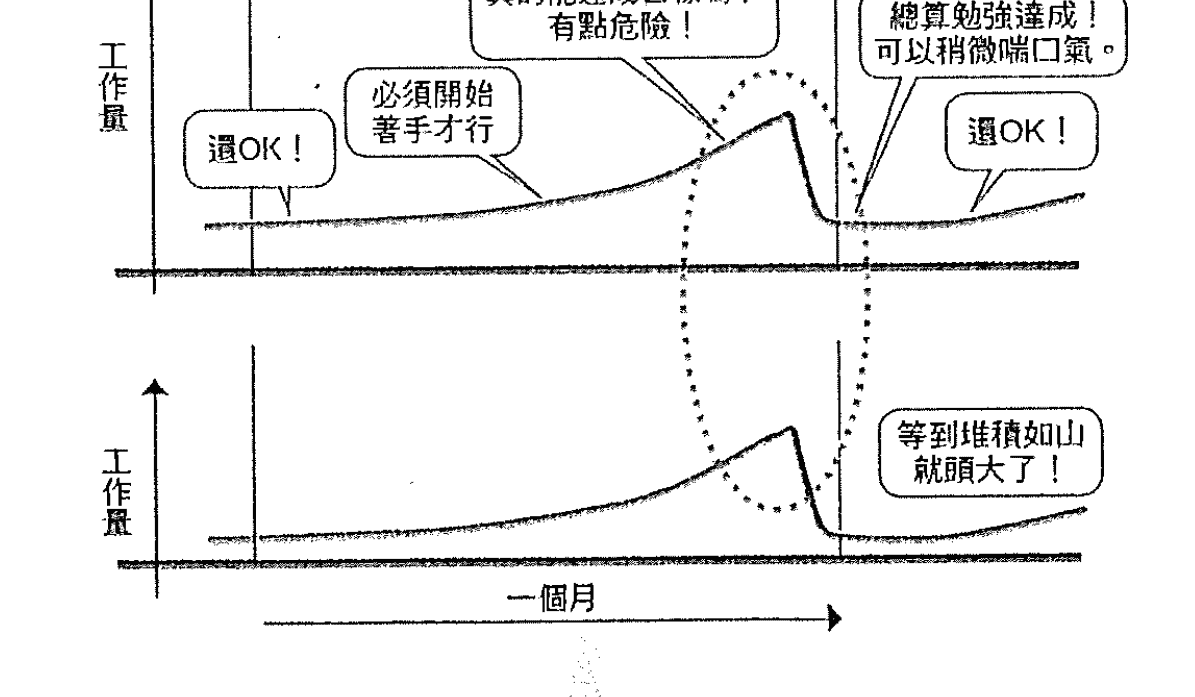 有點危險！
總算勉強達成！
可以稍微喘口氣。
工作量
必須開始
著手才行
還OK！
還OK！
等到堆積如山
就頭大了！
工作量
一個月